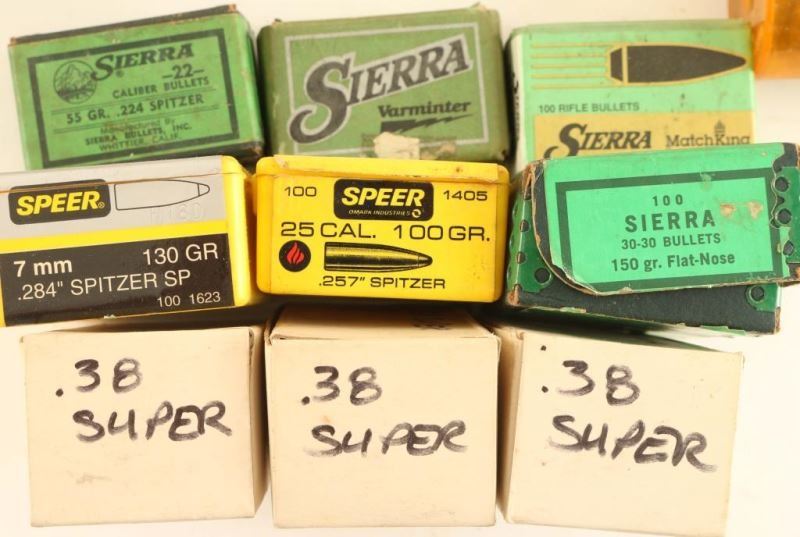 SIERRA
-22-
CALIBER BULLETS
55 GR. .224 SPITZER
Manufactured By
SIERRA BULLETS, INC.
WHITTIER, CALIF.
SIERRA
Varminter
100 RIFLE BULLETS
SIERRA MatchKing
SPEER®
7 mm 130 GR
.284" SPITZER SP
100 1623
100 SPEER 1405
OMARK INDUSTRIES
25 CAL. 100 GR.
.257" SPITZER
100
SIERRA
30-30 BULLETS
150 gr. Flat-Nose
.38
SUPER
.38
SUPER
.38
SUPER